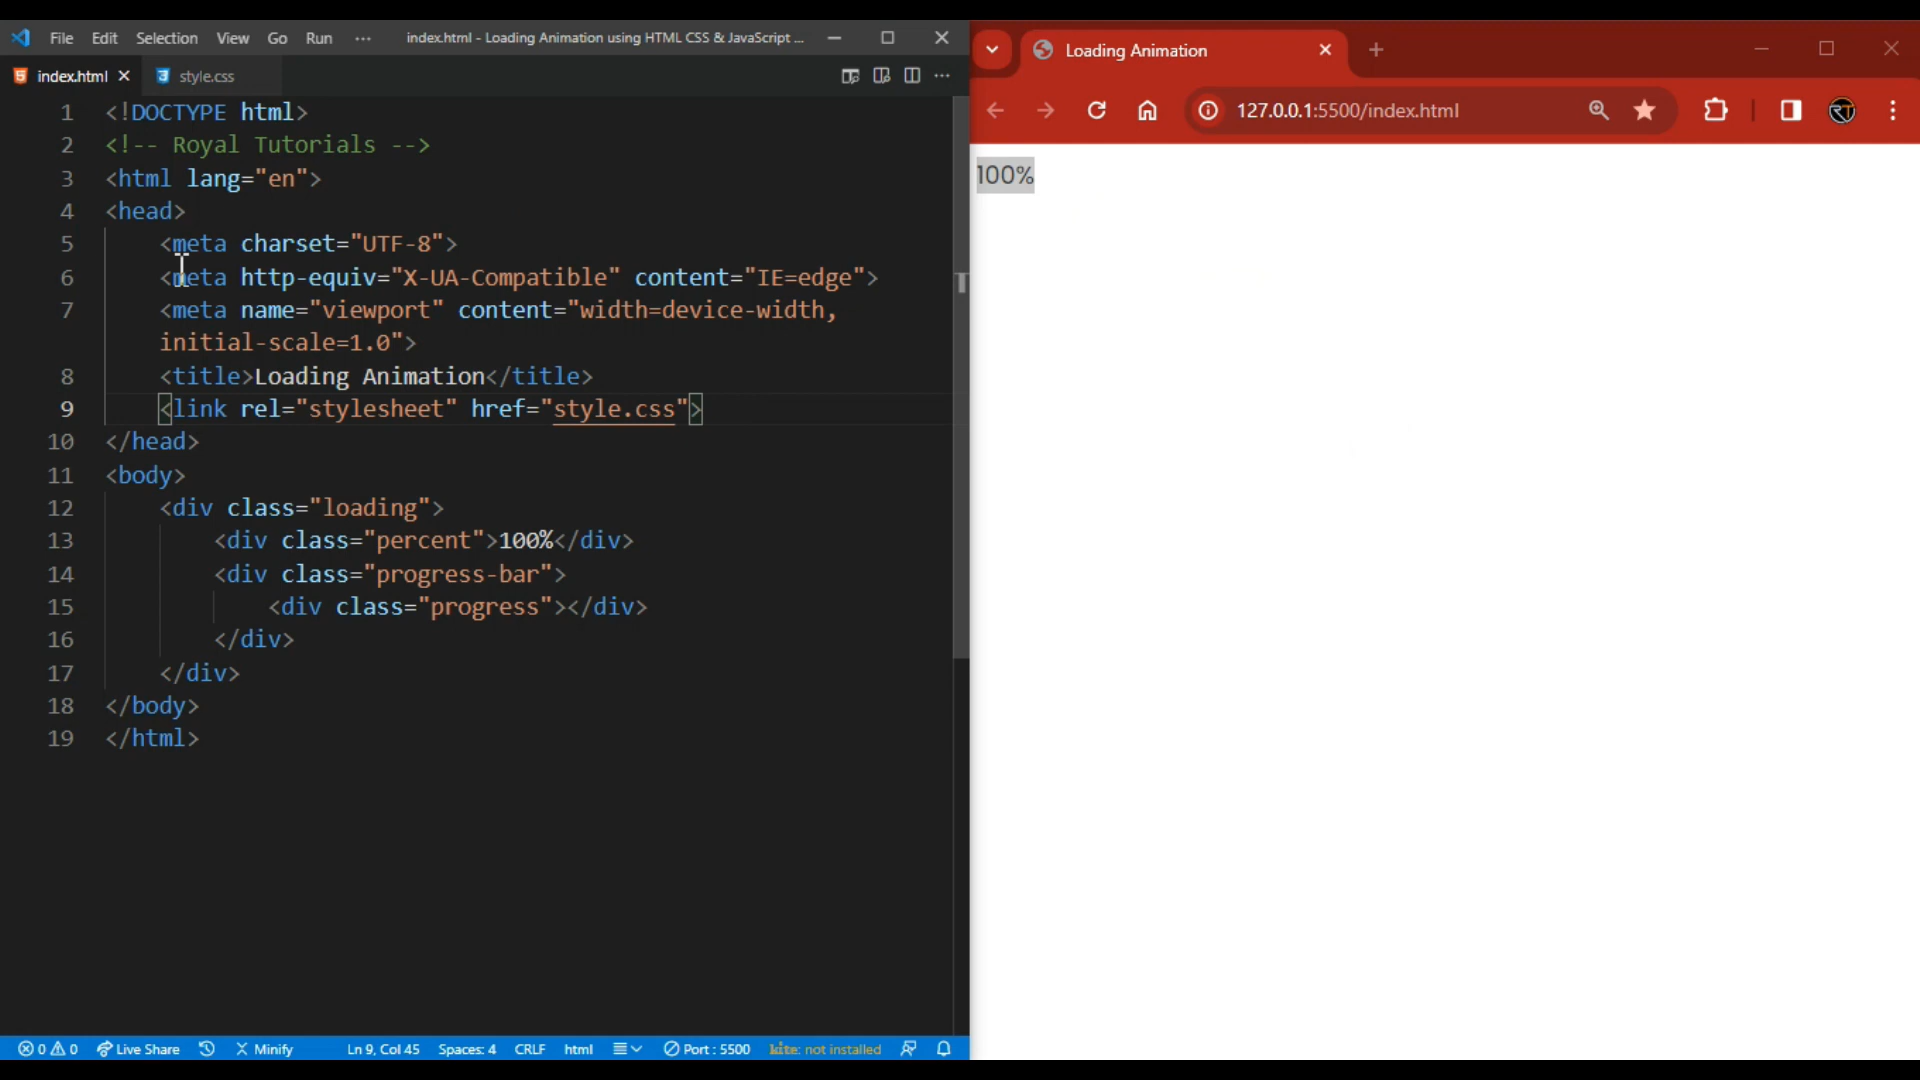 File Edit Selection View Go Run ··· index.html - Loading Animation using HTML CSS & JavaScript ...
index.html style.css
1 <!DOCTYPE html>
2 <!-- Royal Tutorials -->
3 <html lang="en">
4 <head>
5 <meta charset="UTF-8">
6 <meta http-equiv="X-UA-Compatible" content="IE=edge">
7 <meta name="viewport" content="width=device-width,
initial-scale=1.0">
8 <title>Loading Animation</title>
9 <link rel="stylesheet" href="style.css">
10 </head>
11 <body>
12 <div class="loading">
13 <div class="percent">100%</div>
14 <div class="progress-bar">
15 <div class="progress"></div>
16 </div>
17 </div>
18 </body>
19 </html>
0 0 Live Share Minify Ln 9, Col 45 Spaces: 4 CRLF html Port : 5500 kite: not installed
Loading Animation
127.0.0.1:5500/index.html RT
100%